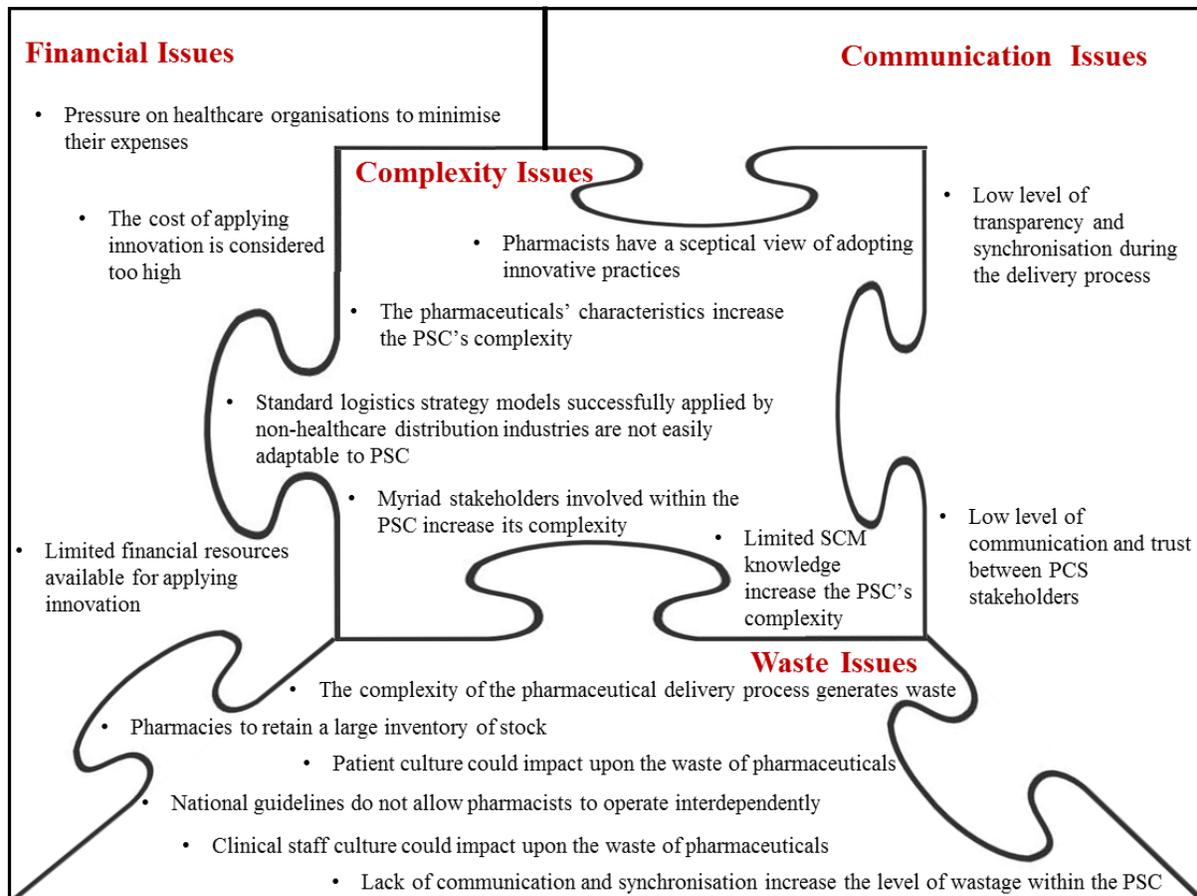 Financial Issues
• Pressure on healthcare organisations to minimise
their expenses
• The cost of applying
innovation is considered
too high
• Limited financial resources
available for applying
innovation
Communication Issues
• Low level of
transparency and
synchronisation during
the delivery process
• Low level of
communication and trust
between PCS
stakeholders
Complexity Issues
• Pharmacists have a sceptical view of adopting
innovative practices
• The pharmaceuticals’ characteristics increase
the PSC’s complexity
• Standard logistics strategy models successfully applied by
non-healthcare distribution industries are not easily
adaptable to PSC
• Myriad stakeholders involved within the
PSC increase its complexity
• Limited SCM
knowledge
increase the PSC’s
complexity
Waste Issues
• The complexity of the pharmaceutical delivery process generates waste
• Pharmacies to retain a large inventory of stock
• Patient culture could impact upon the waste of pharmaceuticals
• National guidelines do not allow pharmacists to operate interdependently
• Clinical staff culture could impact upon the waste of pharmaceuticals
• Lack of communication and synchronisation increase the level of wastage within the PSC